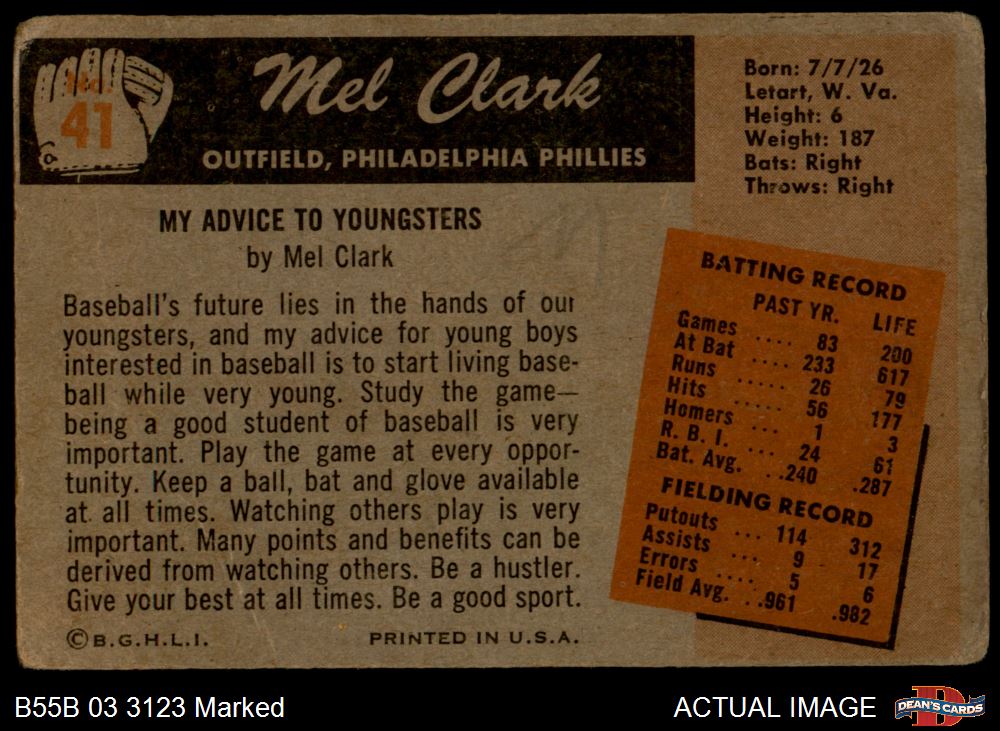 No.
41
Mel Clark
OUTFIELD, PHILADELPHIA PHILLIES
Born: 7/7/26
Letart, W. Va.
Height: 6
Weight: 187
Bats: Right
Throws: Right
MY ADVICE TO YOUNGSTERS
by Mel Clark
Baseball's future lies in the hands of our
youngsters, and my advice for young boys
interested in baseball is to start living base-
ball while very young. Study the game—
being a good student of baseball is very
important. Play the game at every oppor-
tunity. Keep a ball, bat and glove available
at all times. Watching others play is very
important. Many points and benefits can be
derived from watching others. Be a hustler.
Give your best at all times. Be a good sport.
©B.G.H.L.I. PRINTED IN U.S.A.
BATTING RECORD
PAST YR. LIFE
Games .... 83 200
At Bat .... 233 617
Runs ..... 26 79
Hits ..... 56 177
Homers ... 1 3
R. B. I. ... 24 61
Bat. Avg. ..240 .287
FIELDING RECORD
Putouts ... 114 312
Assists ... 9 17
Errors .... 5 6
Field Avg. ..961 .982
B55B 03 3123 Marked
ACTUAL IMAGE
D
DEAN'S CARDS